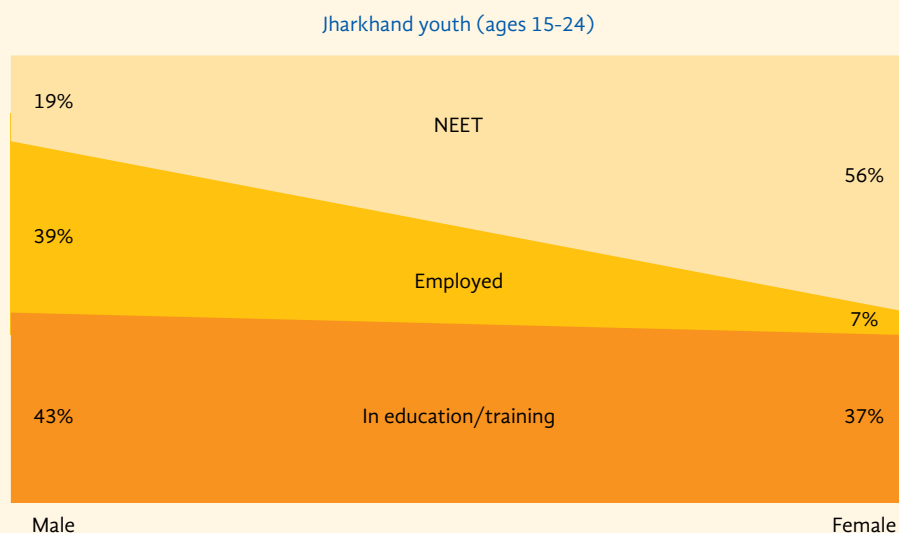 Jharkhand youth (ages 15-24)
19%
NEET
56%
39%
Employed
7%
43%
In education/training
37%
Male
Female